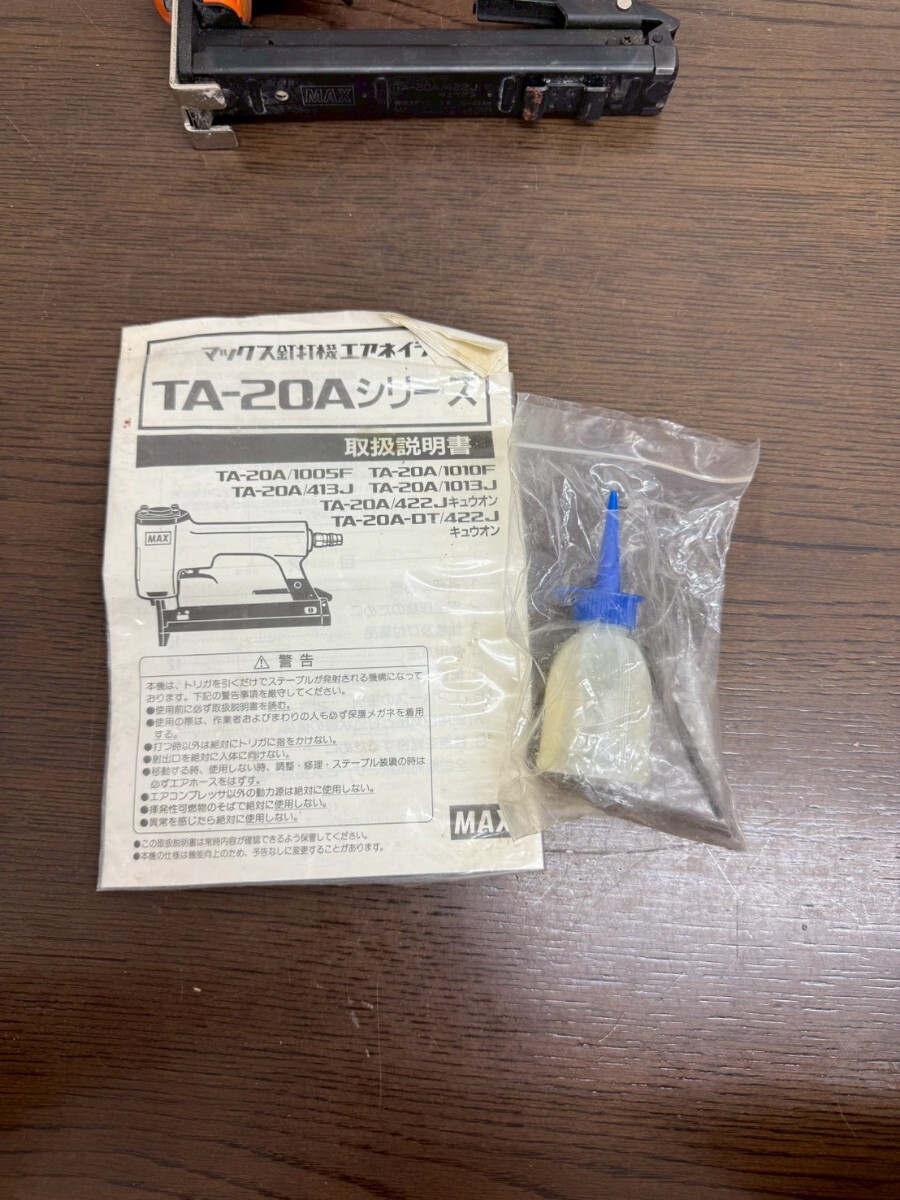 MAX
TA-20A/422J
マックス釘打機エアネイ
TA-20Aシリーズ
取扱説明書
TA-20A/1005F TA-20A/1010F
TA-20A/413J TA-20A/1013J
TA-20A/422Jキュウオン
TA-20A-DT/422J
キュウオン
MAX
⚠ 警告
本機は、トリガを引くだけでステープルが発射される機構になって
おります。下記の警告事項を厳守してください。
●使用前に必ず取扱説明書を読む。
●使用の際は、作業者およびまわりの人も必ず保護メガネを着用
する。
●打つ時以外は絶対にトリガに指をかけない。
●射出口を絶対に人体に向けない。
●移動する時、使用しない時、調整・修理・ステープル装填の時は
必ずエアホースをはずす。
●エアコンプレッサ以外の動力源は絶対に使用しない。
●揮発性可燃物のそばで絶対に使用しない。
●異常を感じたら絶対に使用しない。
MAX
●この取扱説明書は常時内容が確認できるよう保管してください。
●本機の仕様は機能向上のため、予告なしに変更することがあります。